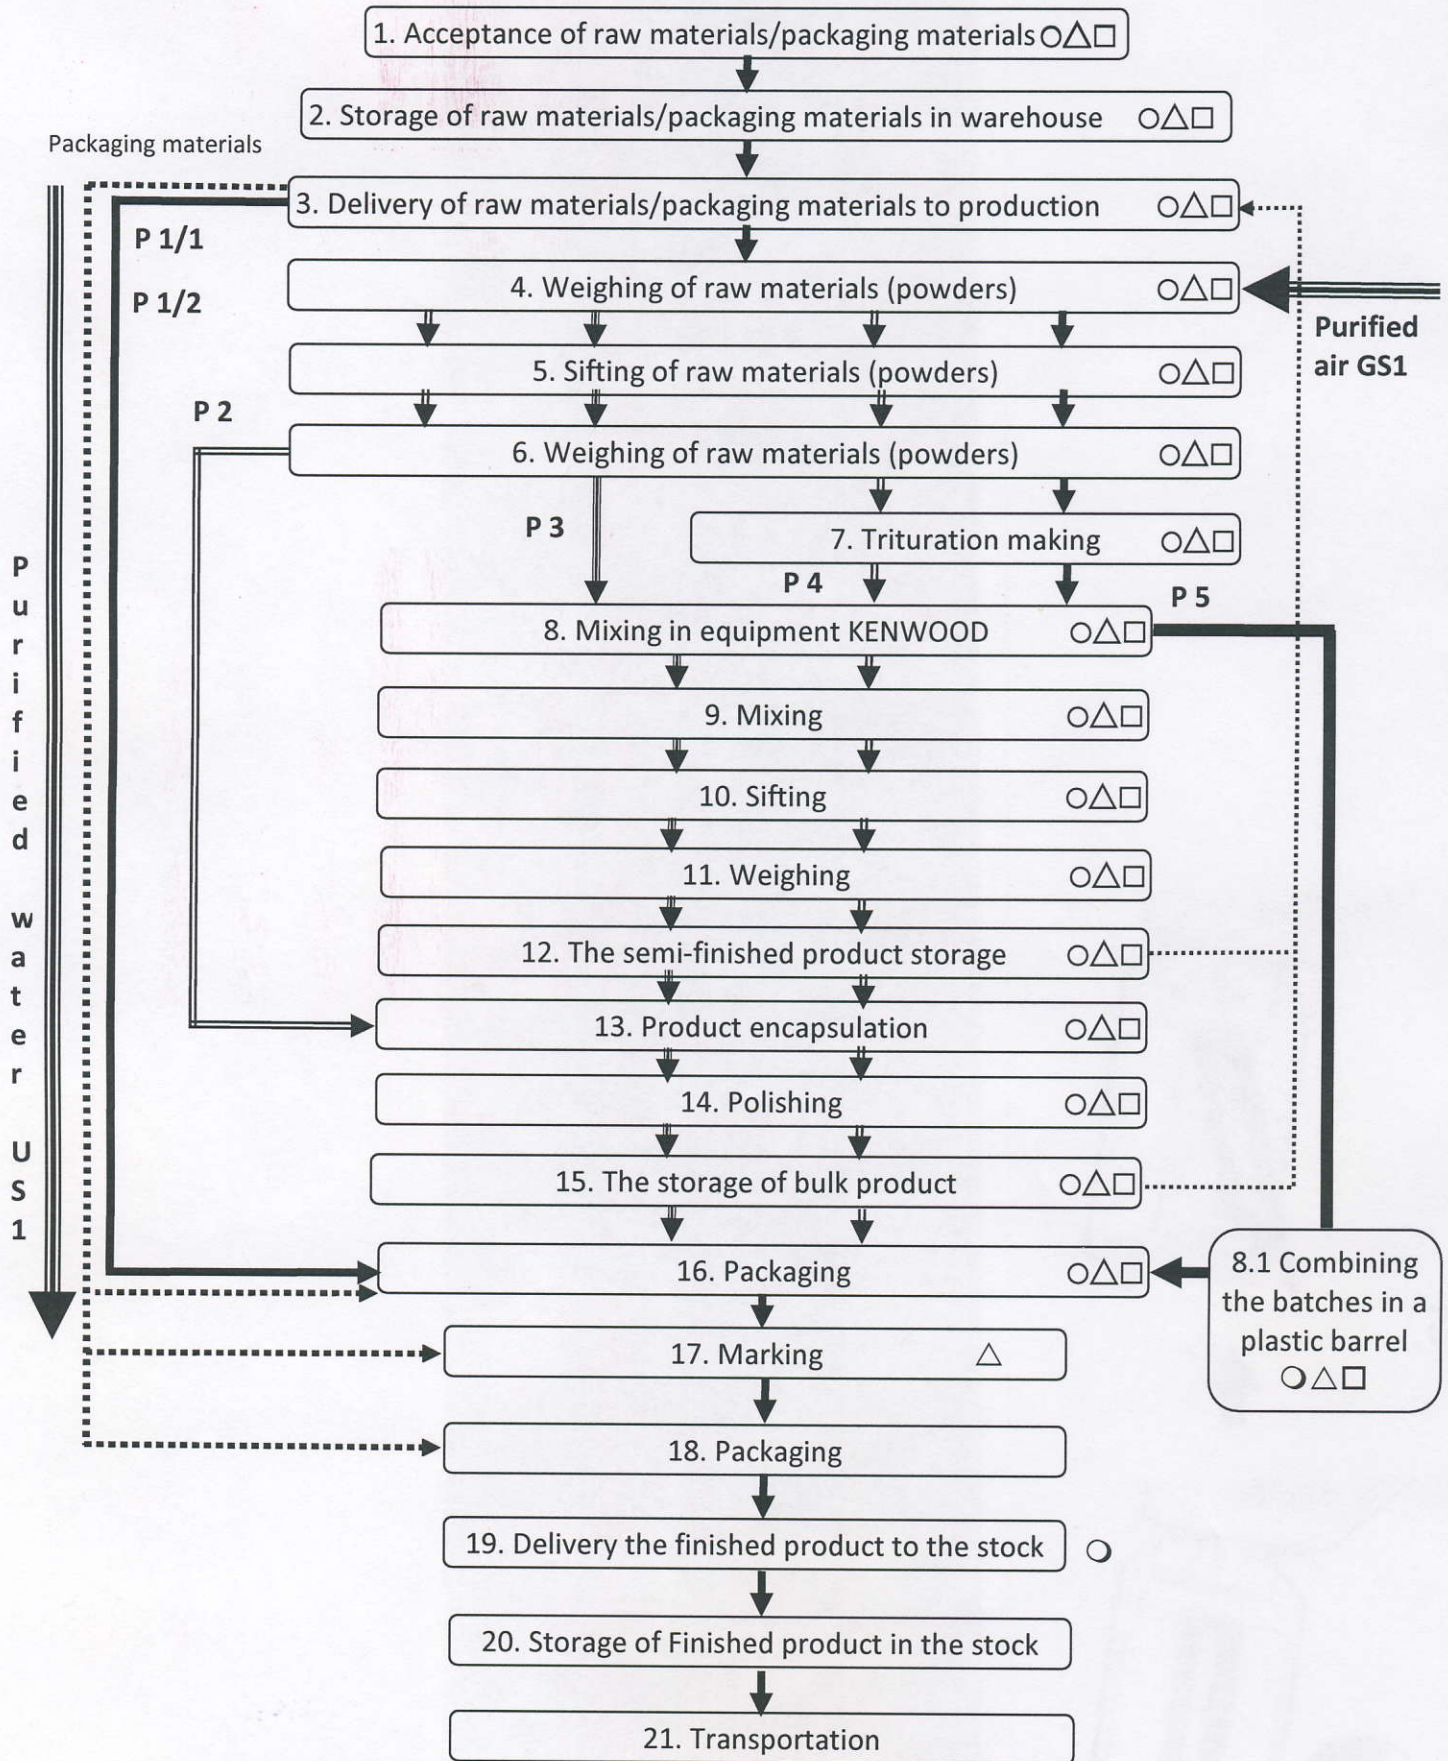 1. Acceptance of raw materials/packaging materials ○△□
2. Storage of raw materials/packaging materials in warehouse ○△□
Packaging materials
3. Delivery of raw materials/packaging materials to production ○△□
P 1/1
4. Weighing of raw materials (powders) ○△□
P 1/2
Purified
air GS1
5. Sifting of raw materials (powders) ○△□
P 2
6. Weighing of raw materials (powders) ○△□
P 3
7. Trituration making ○△□
P 4
P 5
8. Mixing in equipment KENWOOD ○△□
9. Mixing ○△□
10. Sifting ○△□
11. Weighing ○△□
12. The semi-finished product storage ○△□
13. Product encapsulation ○△□
14. Polishing ○△□
15. The storage of bulk product ○△□
Purified water US1
16. Packaging ○△□
8.1 Combining
the batches in a
plastic barrel
○△□
17. Marking △
18. Packaging
19. Delivery the finished product to the stock ○
20. Storage of Finished product in the stock
21. Transportation